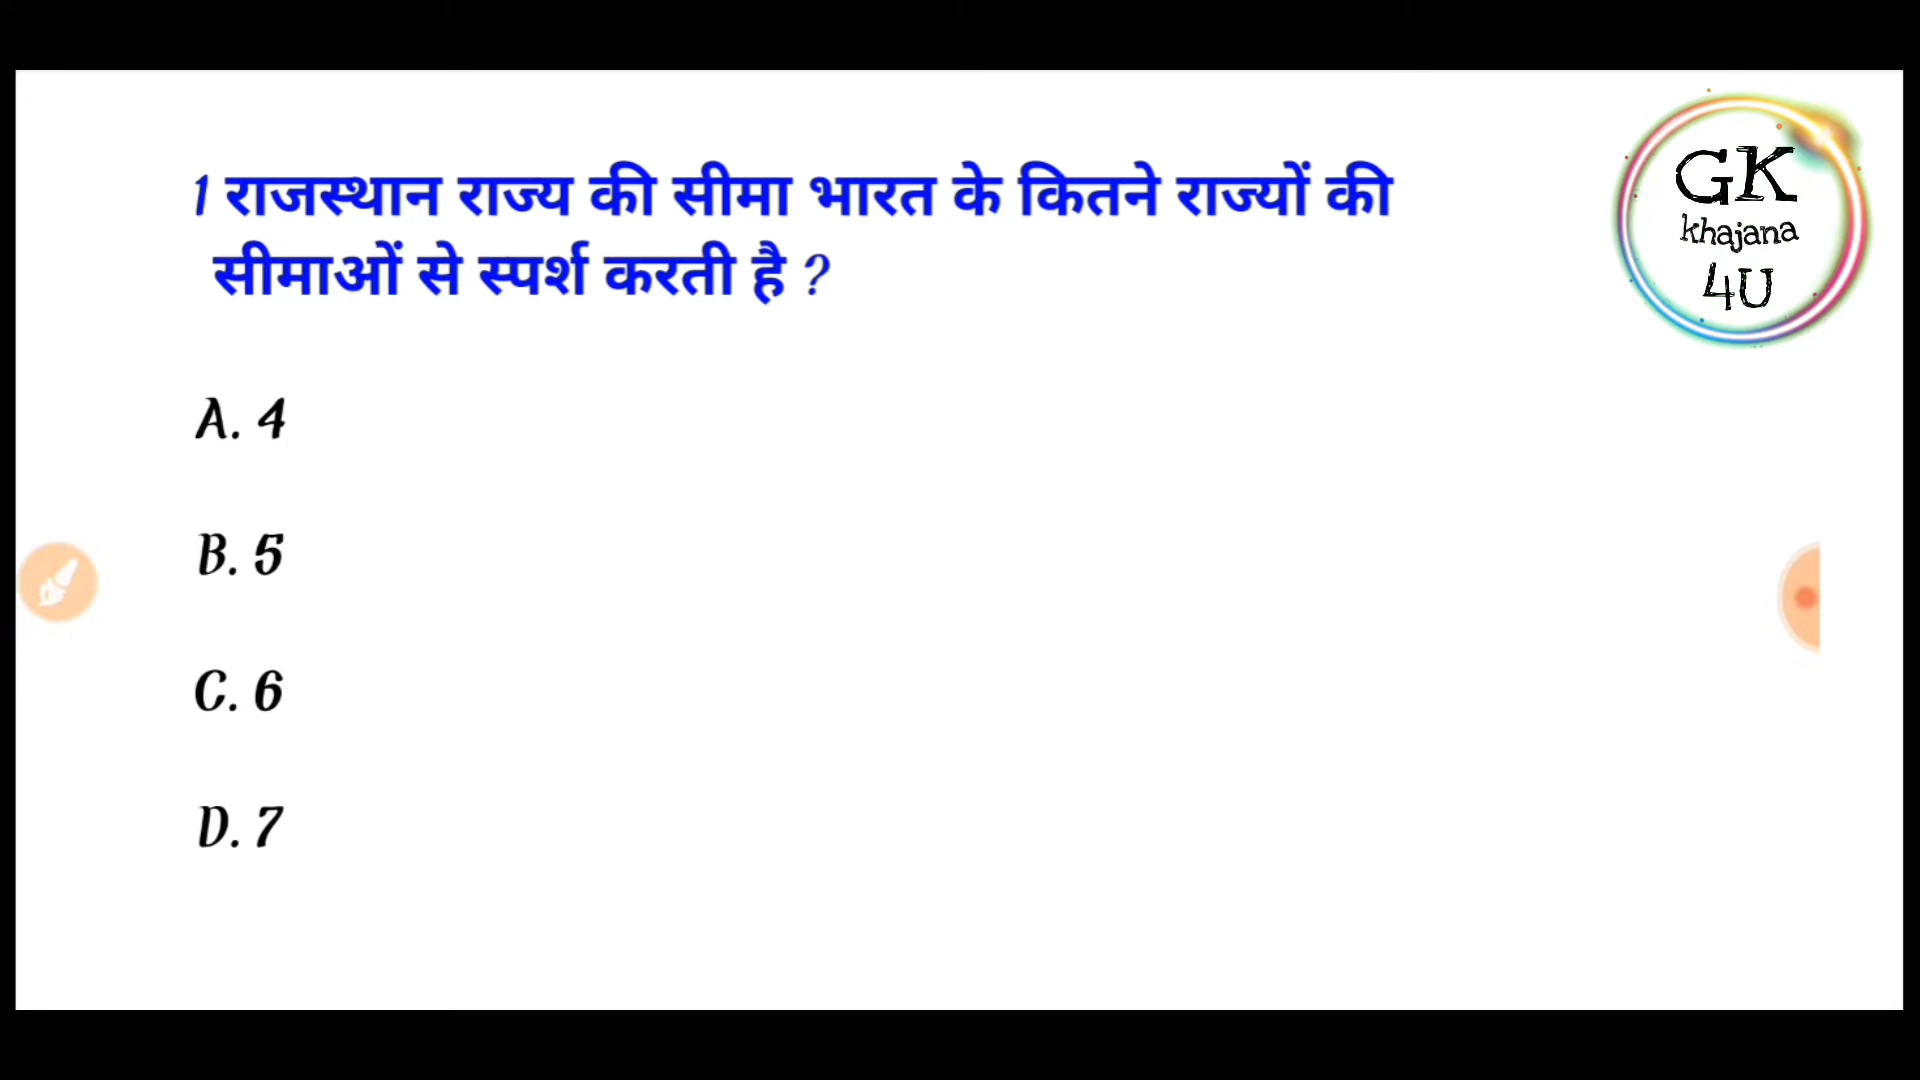 1 राजस्थान राज्य की सीमा भारत के कितने राज्यों की
सीमाओं से स्पर्श करती है ?
GK
khajana
4U
A. 4
B. 5
C. 6
D. 7